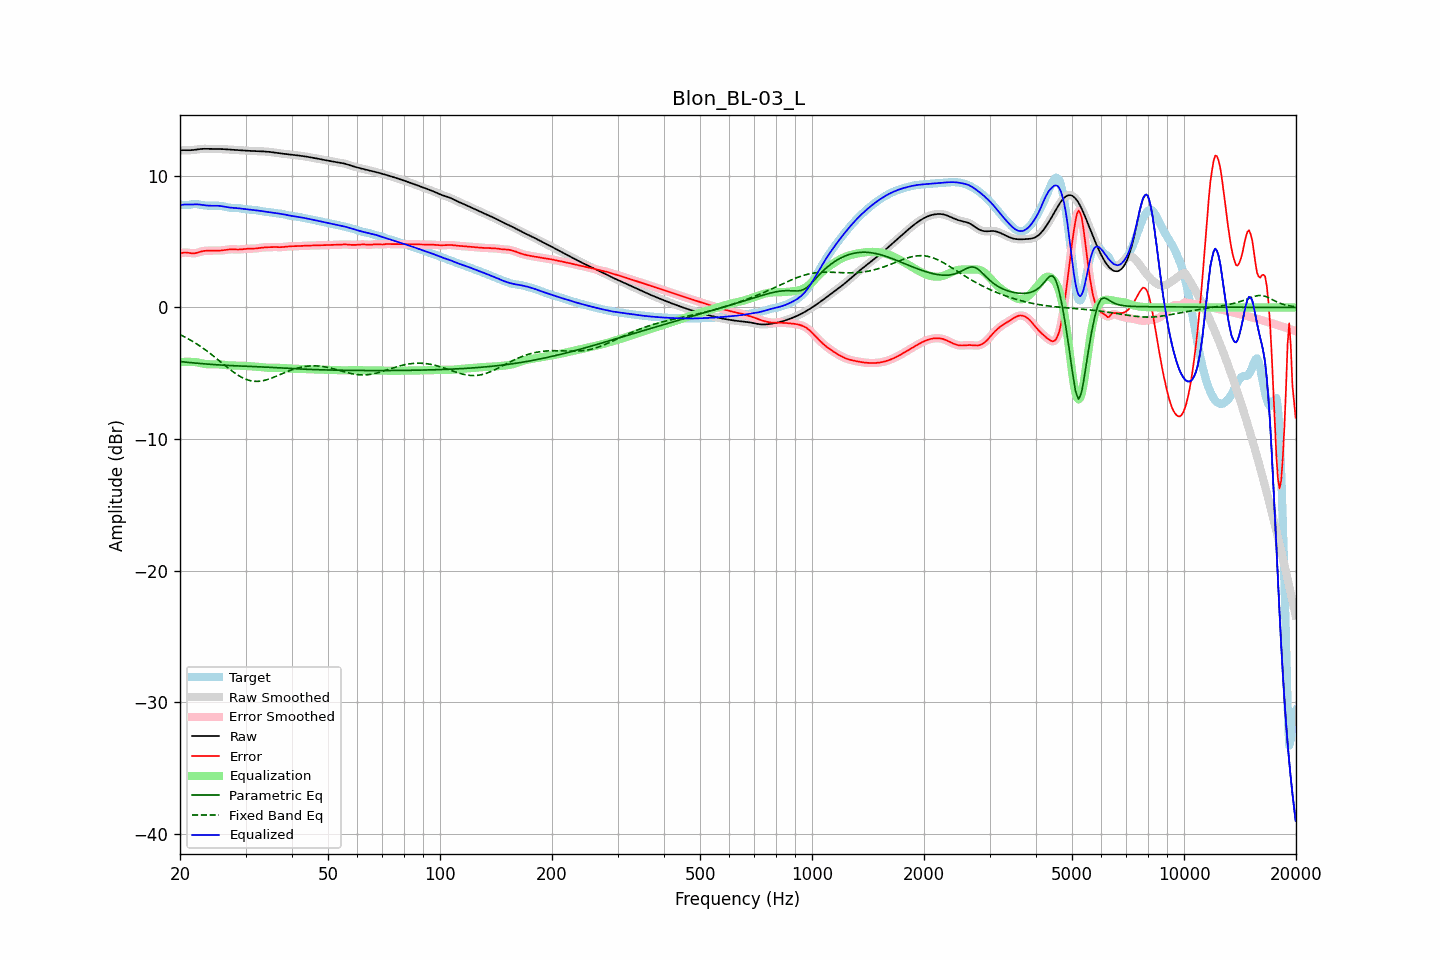 Blon_BL-03_L
Amplitude (dBr)
10
0
−10
−20
−30
−40
Target
Raw Smoothed
Error Smoothed
Raw
Error
Equalization
Parametric Eq
Fixed Band Eq
Equalized
20 50 100 200 500 1000 2000 5000 10000 20000
Frequency (Hz)